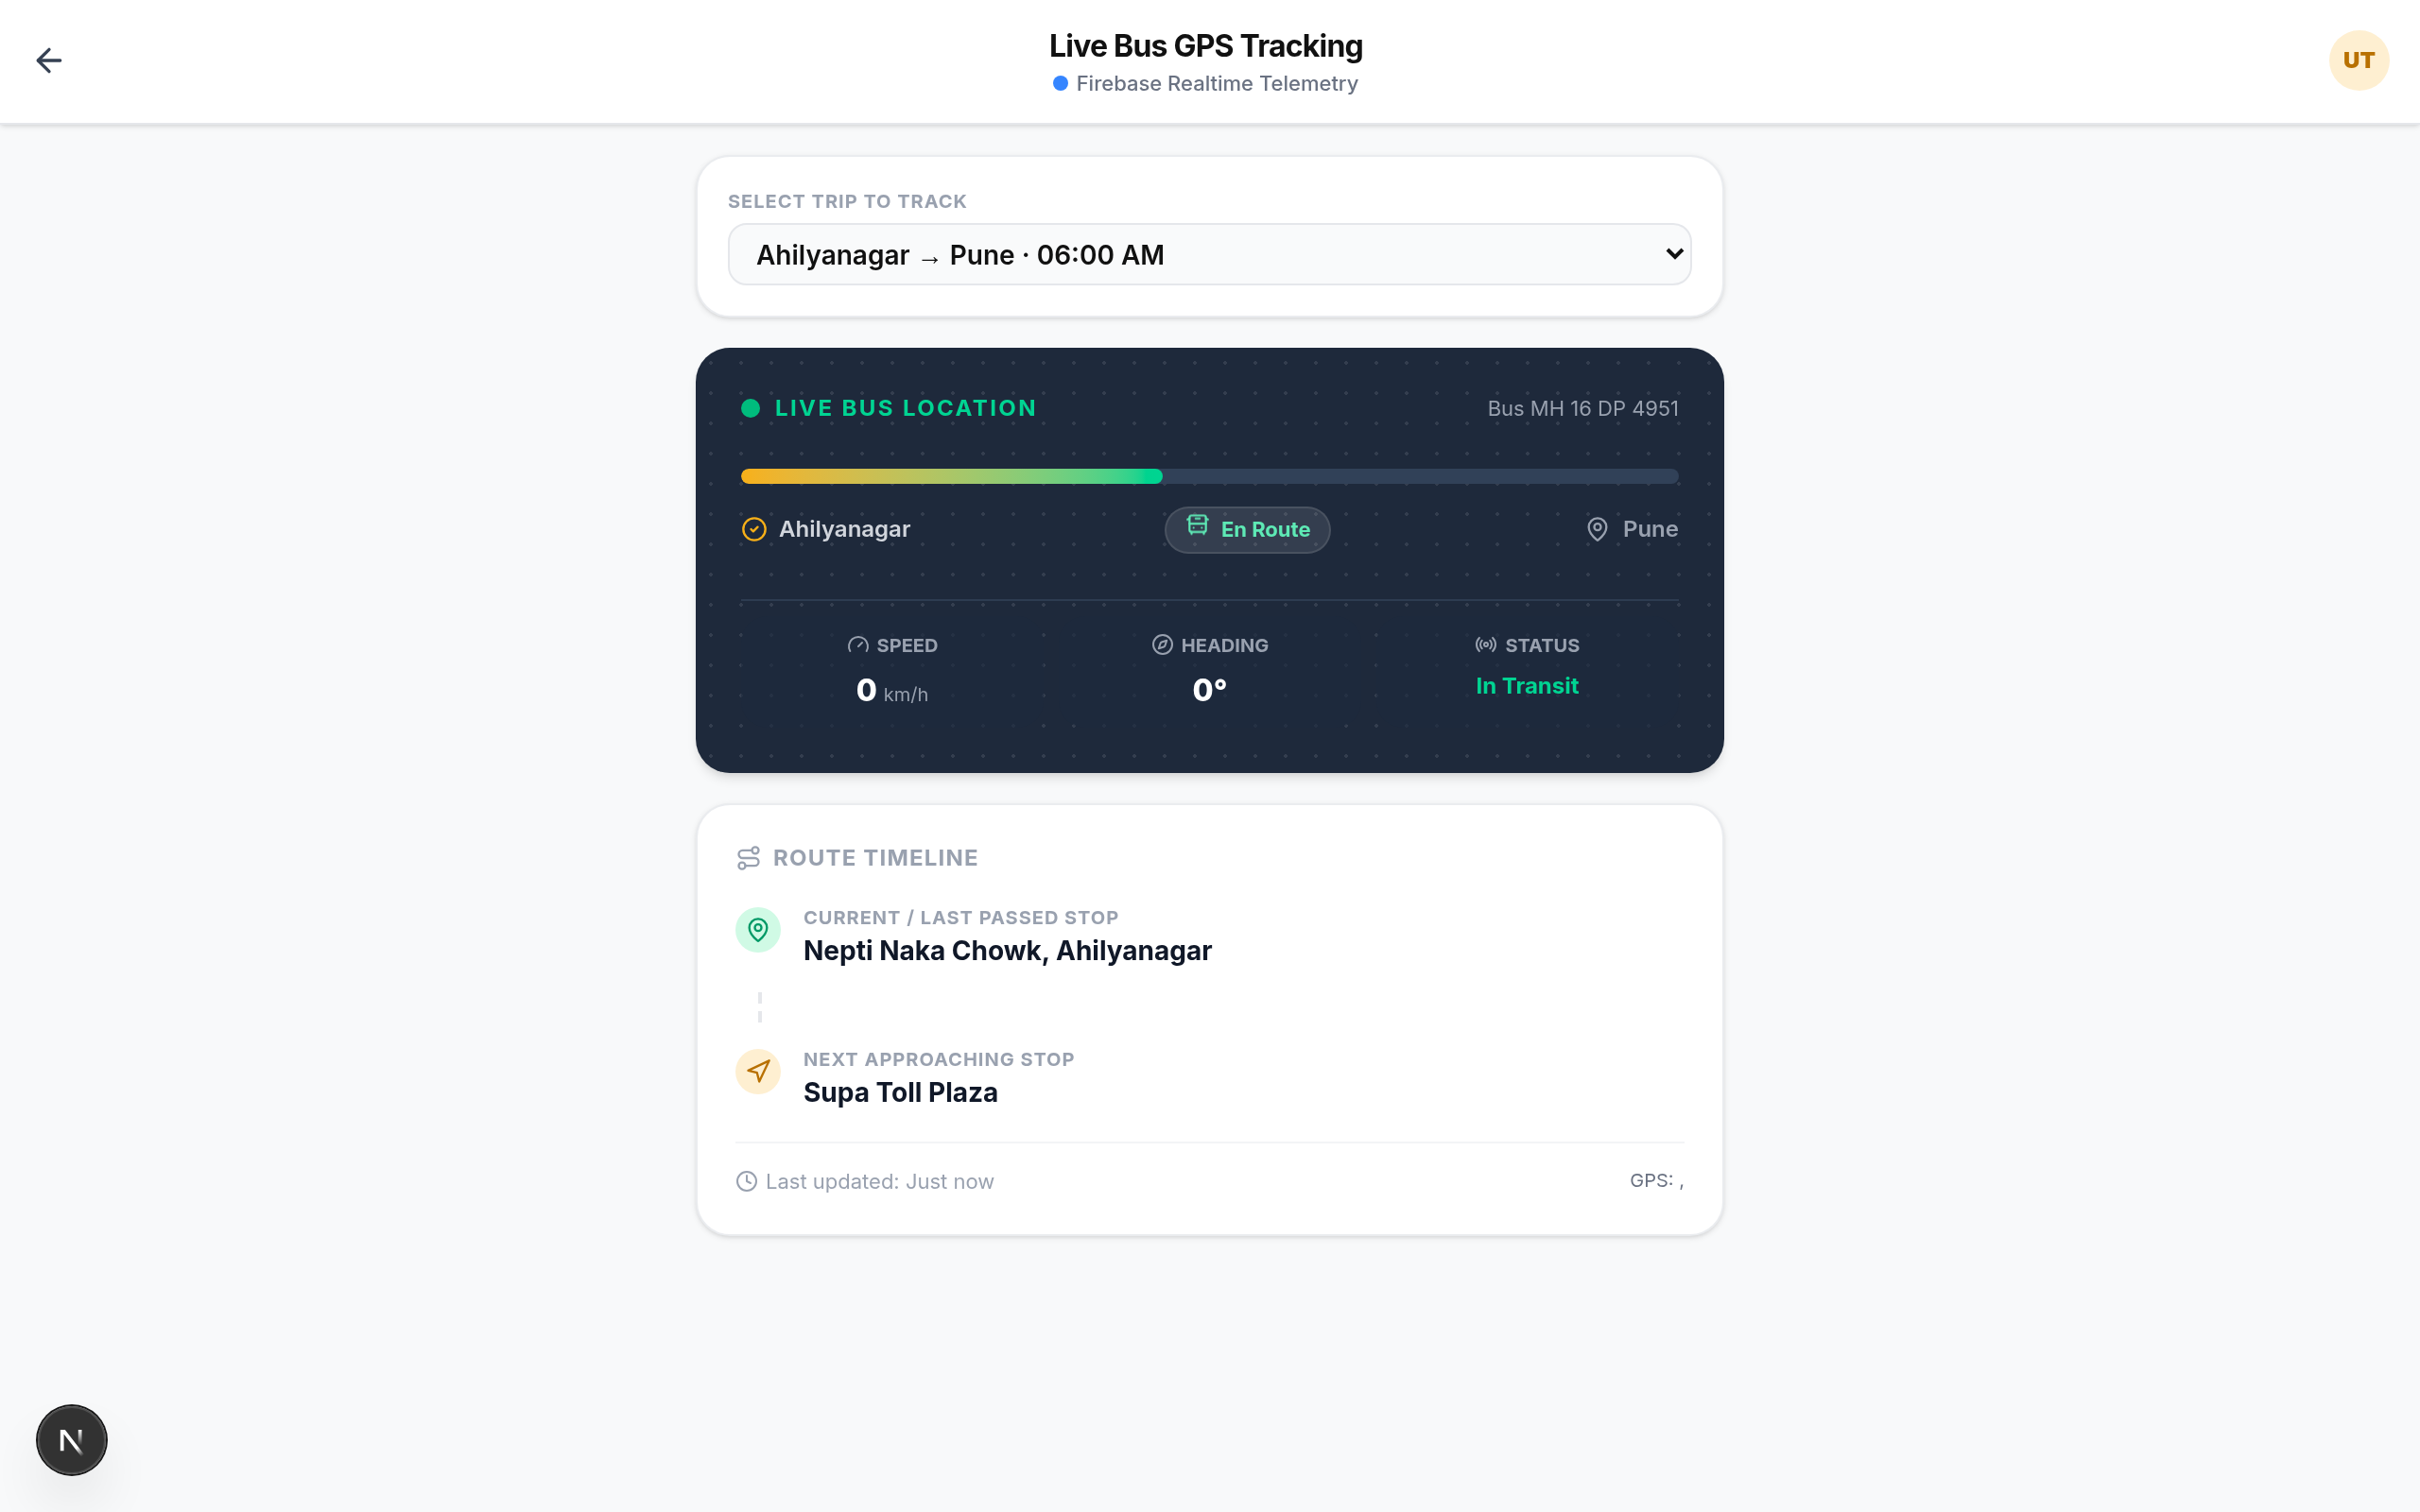 Live Bus GPS Tracking
Firebase Realtime Telemetry
UT
SELECT TRIP TO TRACK
Ahilyanagar → Pune · 06:00 AM
LIVE BUS LOCATION
Bus MH 16 DP 4951
Ahilyanagar
En Route
Pune
SPEED
HEADING
STATUS
0 km/h
0°
In Transit
ROUTE TIMELINE
CURRENT / LAST PASSED STOP
Nepti Naka Chowk, Ahilyanagar
NEXT APPROACHING STOP
Supa Toll Plaza
Last updated: Just now
GPS: ,
N